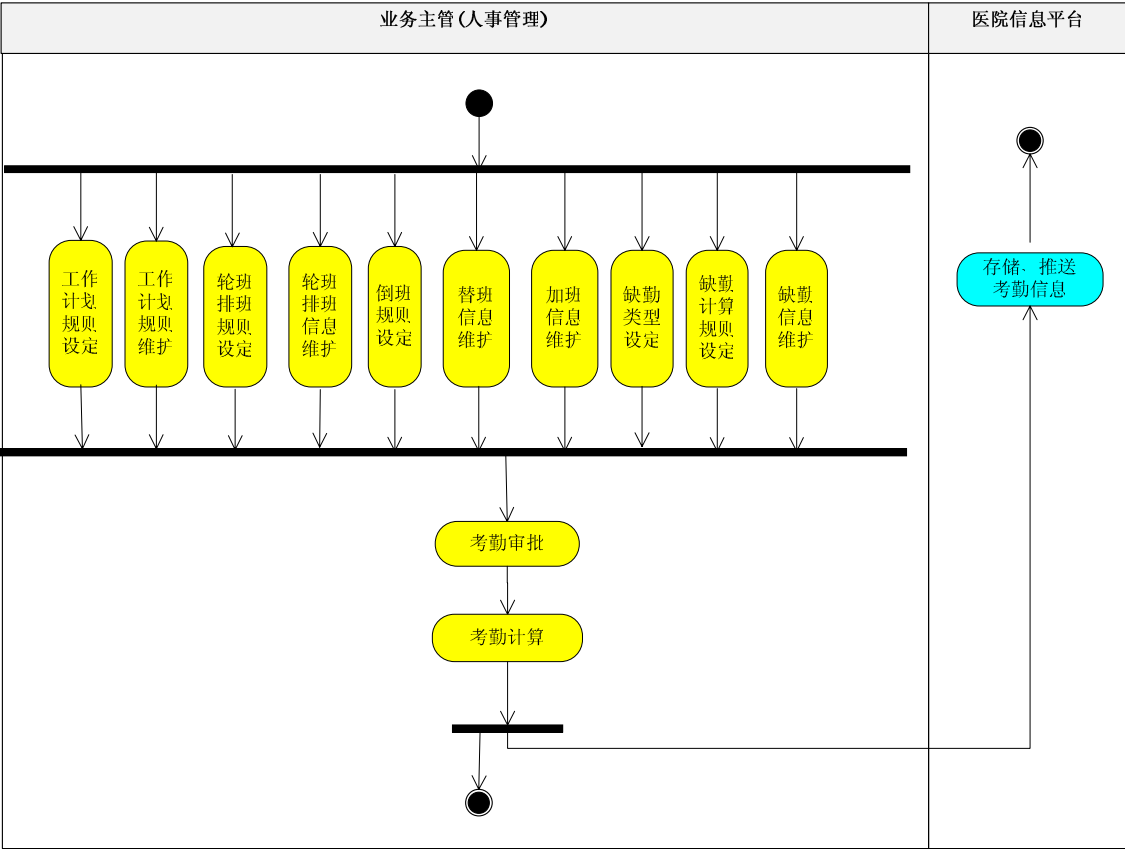 业务主管(人事管理)
医院信息平台
工作
计划
规则
设定
工作
计划
规则
维护
轮班
排班
规则
设定
轮班
排班
信息
维护
倒班
规则
设定
替班
信息
维护
加班
信息
维护
缺勤
类型
设定
缺勤
计算
规则
设定
缺勤
信息
维护
存储、推送
考勤信息
考勤审批
考勤计算